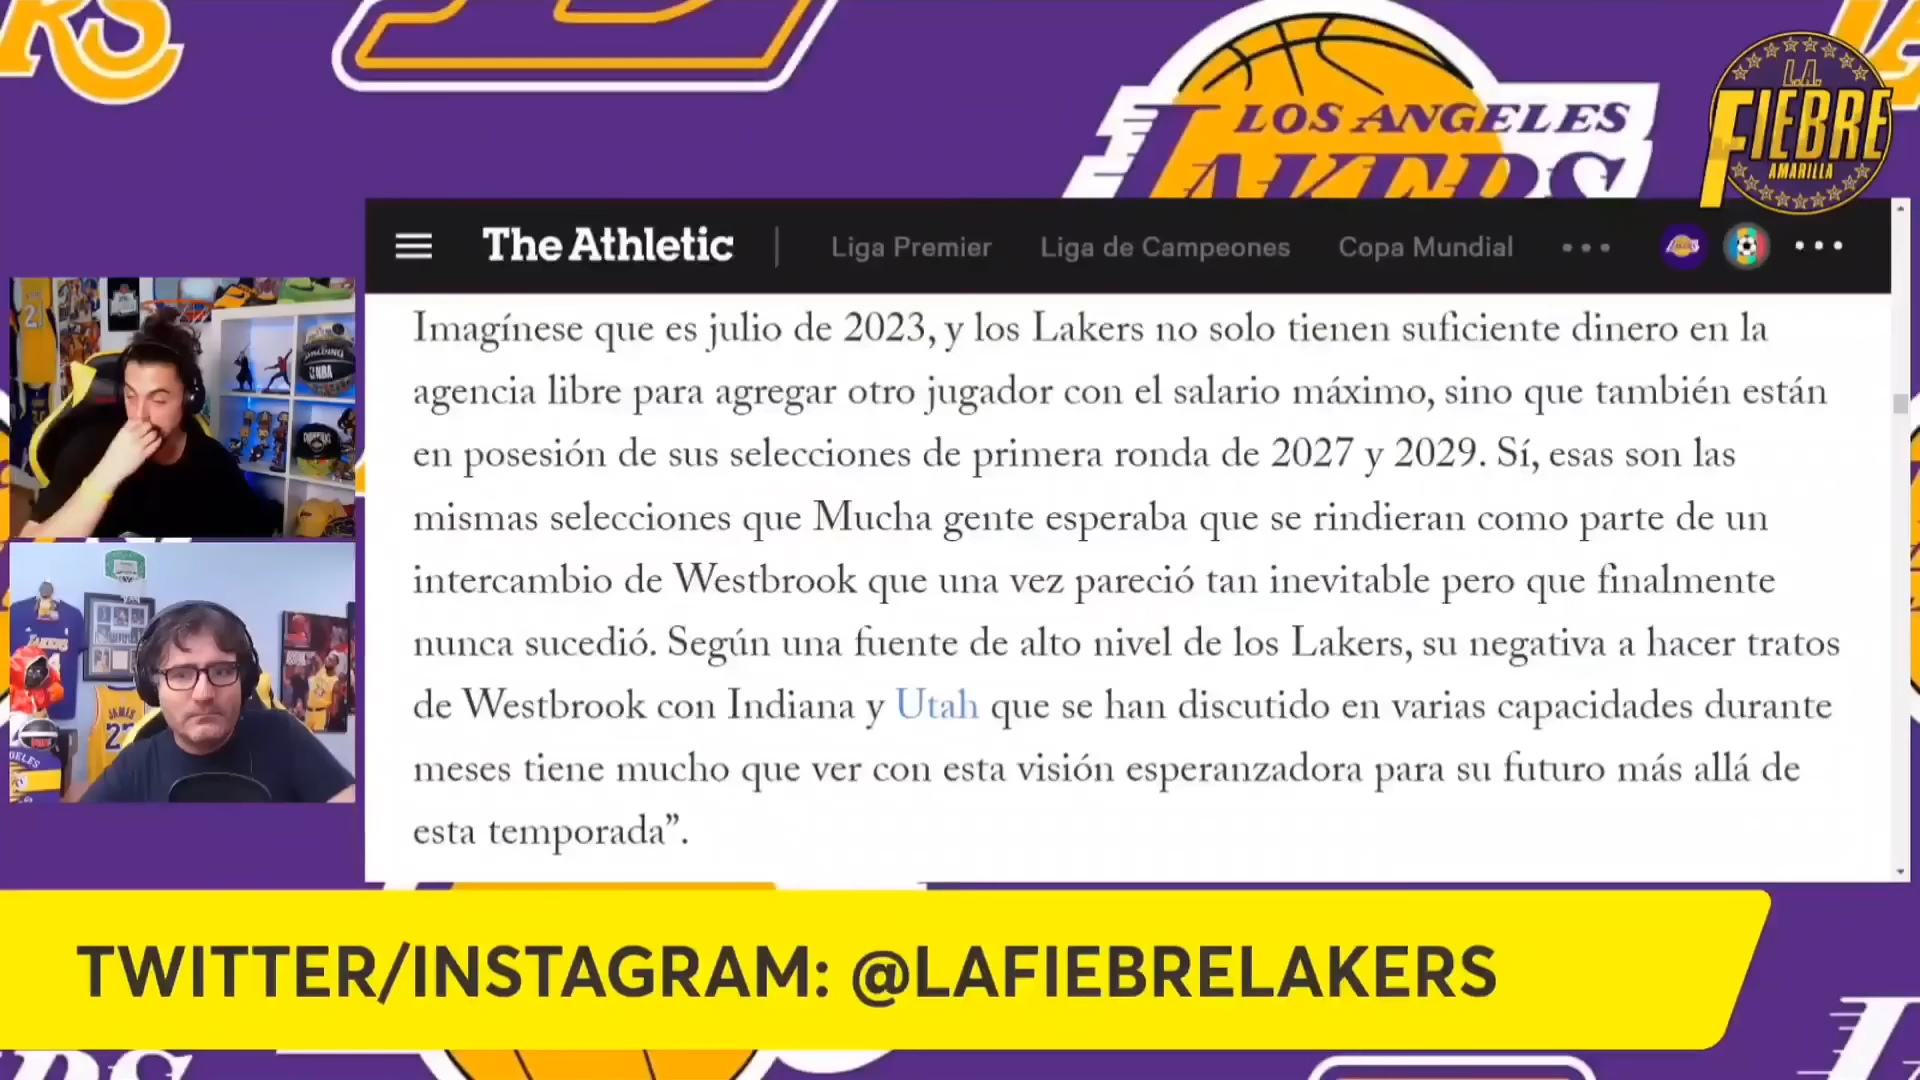 LOS ANGELES
LAKERS
L.A.
FIEBRE
AMARILLA
The Athletic
Liga Premier
Liga de Campeones
Copa Mundial
Imagínese que es julio de 2023, y los Lakers no solo tienen suficiente dinero en la
agencia libre para agregar otro jugador con el salario máximo, sino que también están
en posesión de sus selecciones de primera ronda de 2027 y 2029. Sí, esas son las
mismas selecciones que Mucha gente esperaba que se rindieran como parte de un
intercambio de Westbrook que una vez pareció tan inevitable pero que finalmente
nunca sucedió. Según una fuente de alto nivel de los Lakers, su negativa a hacer tratos
de Westbrook con Indiana y Utah que se han discutido en varias capacidades durante
meses tiene mucho que ver con esta visión esperanzadora para su futuro más allá de
esta temporada”.
SPALDING
NBA
LAKERS
JAMES
TWITTER/INSTAGRAM: @LAFIEBRELAKERS